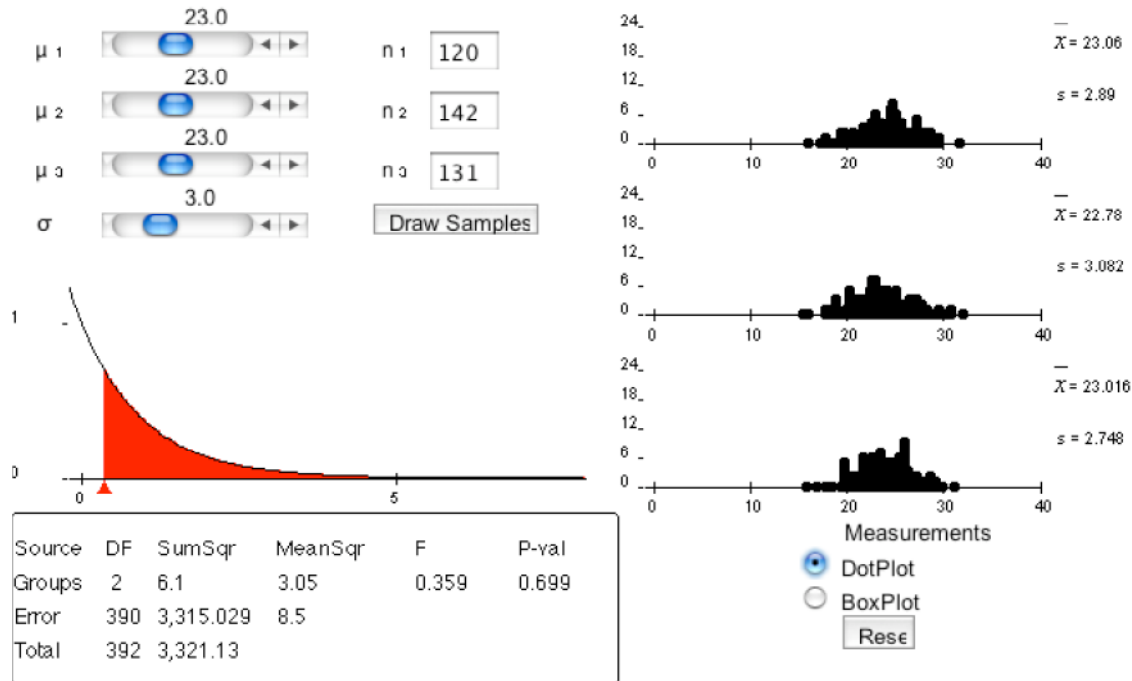 23.0
μ 1
n 1 120
23.0
μ 2
n 2 142
23.0
μ 3
n 3 131
3.0
σ
Draw Samples
1
0
0 5
Source DF SumSqr MeanSqr F P-val
Groups 2 6.1 3.05 0.359 0.699
Error 390 3,315.029 8.5
Total 392 3,321.13
24
18
12
6
0
0 10 20 30 40
X = 23.06
s = 2.89
24
18
12
6
0
0 10 20 30 40
X = 22.78
s = 3.082
24
18
12
6
0
0 10 20 30 40
X = 23.016
s = 2.748
Measurements
DotPlot
BoxPlot
Rese